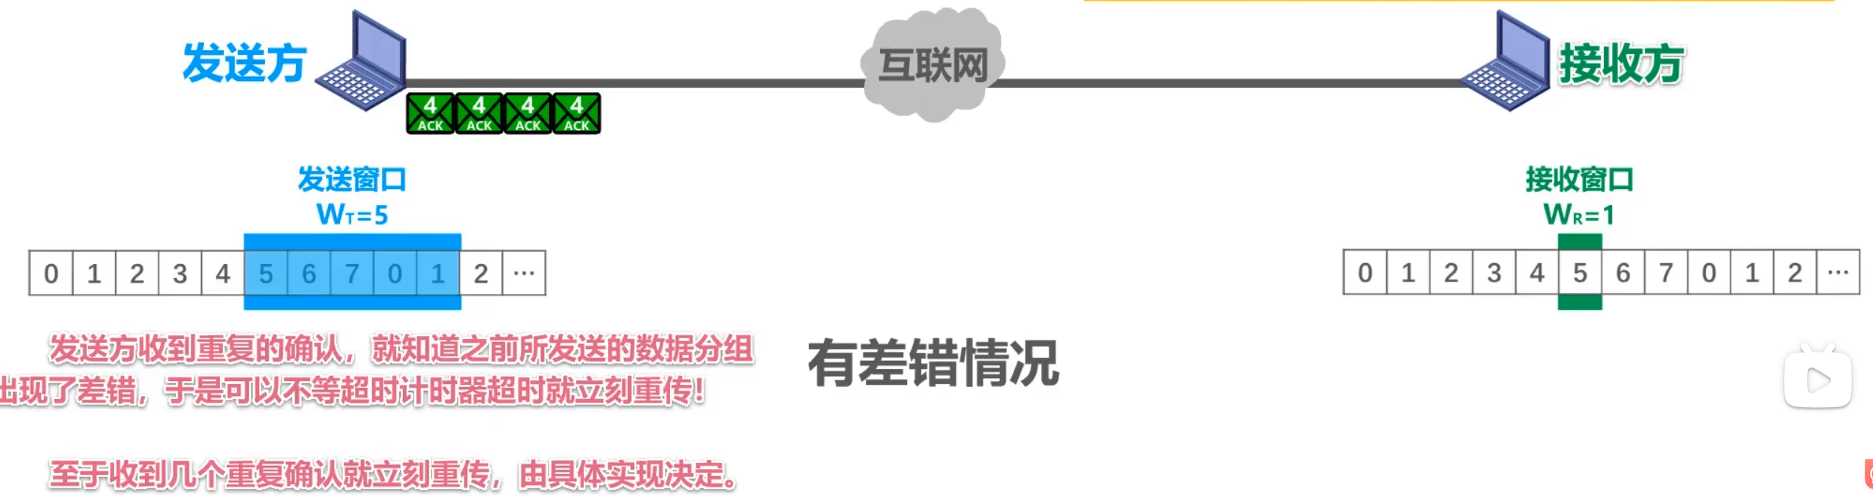 发送方
互联网
接收方
4 4 4 4
ACK ACK ACK ACK
发送窗口
WT=5
接收窗口
WR=1
0 1 2 3 4 5 6 7 0 1 2 ...
0 1 2 3 4 5 6 7 0 1 2 ...
发送方收到重复的确认，就知道之前所发送的数据分组
出现了差错，于是可以不等超时计时器超时就立刻重传！
有差错情况
至于收到几个重复确认就立刻重传，由具体实现决定。